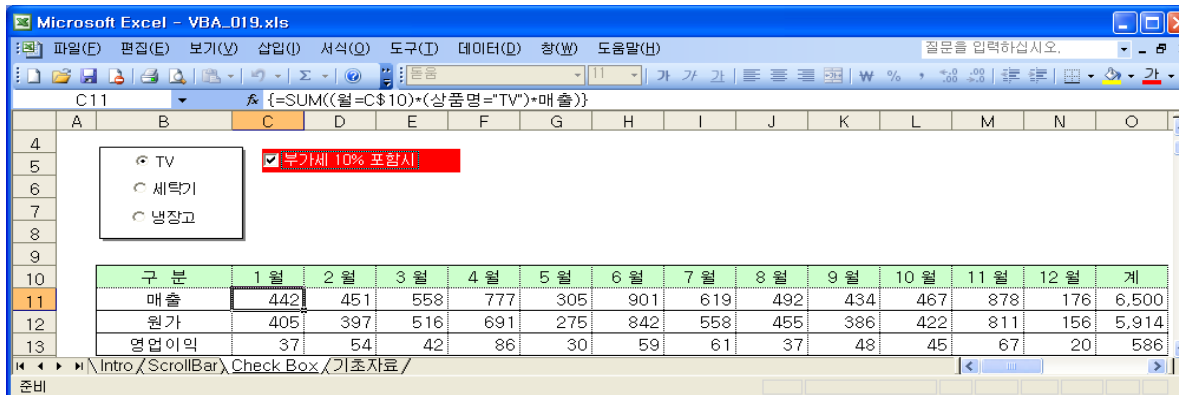 Microsoft Excel - VBA_019.xls
파일(F) 편집(E) 보기(V) 삽입(I) 서식(O) 도구(T) 데이터(D) 창(W) 도움말(H) 질문을 입력하십시오.
돋움 11 가 가 가 ₩ % , 가
C11 fx {=SUM((월=C$10)*(상품명="TV")*매출)}
A B C D E F G H I J K L M N O
4
5 TV 부가세 10% 포함시
6 세탁기
7 냉장고
8
9
10 구 분 1 월 2 월 3 월 4 월 5 월 6 월 7 월 8 월 9 월 10 월 11 월 12 월 계
11 매출 442 451 558 777 305 901 619 492 434 467 878 176 6,500
12 원가 405 397 516 691 275 842 558 455 386 422 811 156 5,914
13 영업이익 37 54 42 86 30 59 61 37 48 45 67 20 586
Intro / ScrollBar \ Check Box / 기초자료 /
준비